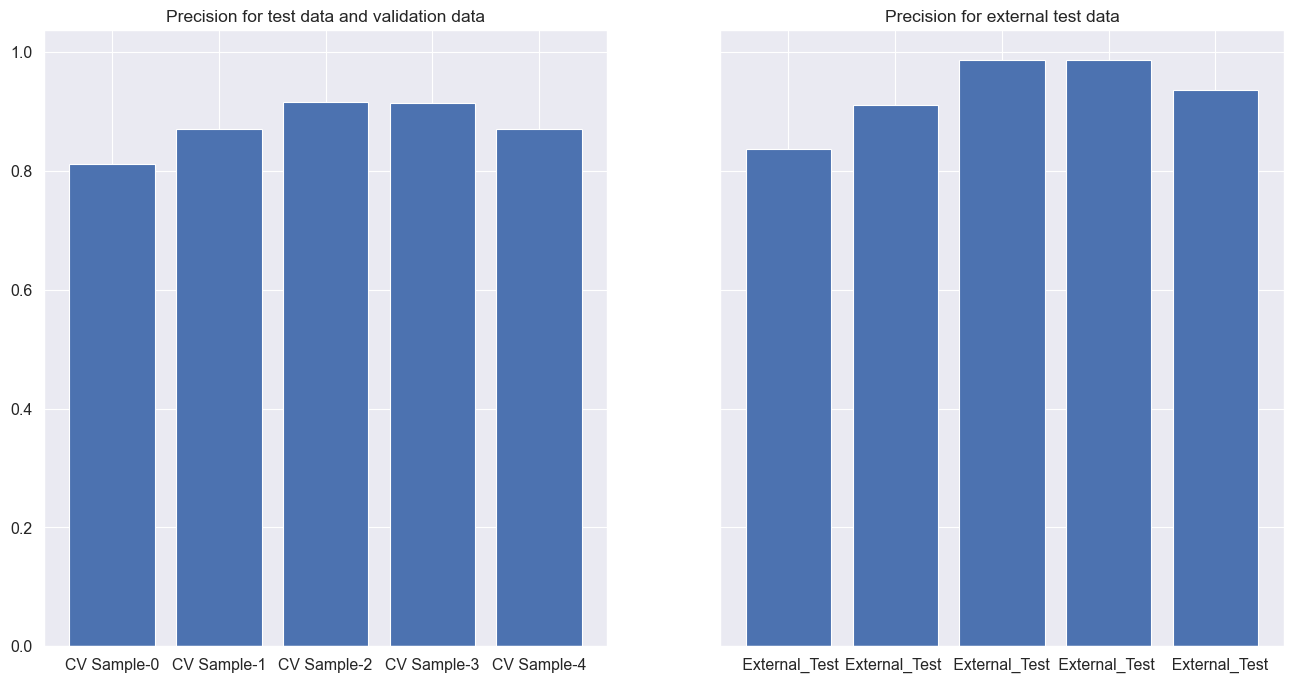 Precision for test data and validation data
1.0
0.8
0.6
0.4
0.2
0.0
CV Sample-0 CV Sample-1 CV Sample-2 CV Sample-3 CV Sample-4
Precision for external test data
External_Test External_Test External_Test External_Test External_Test